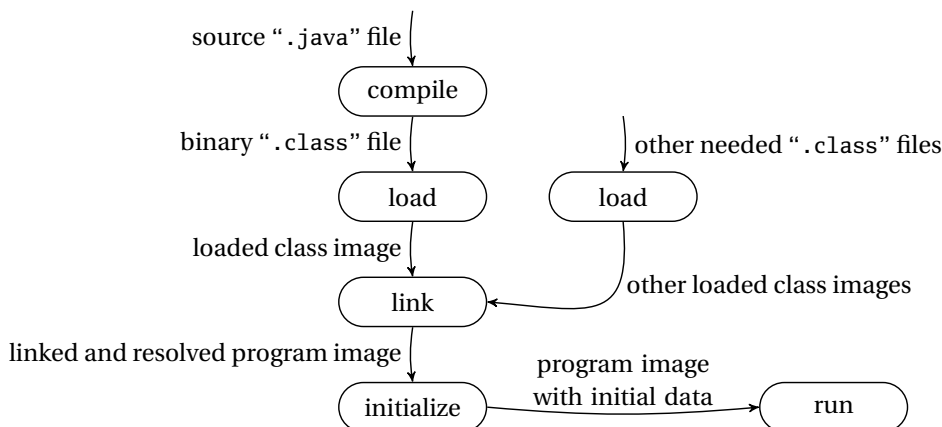 source “.java” file
compile
binary “.class” file
other needed “.class” files
load
load
loaded class image
other loaded class images
link
linked and resolved program image
program image
with initial data
initialize
run